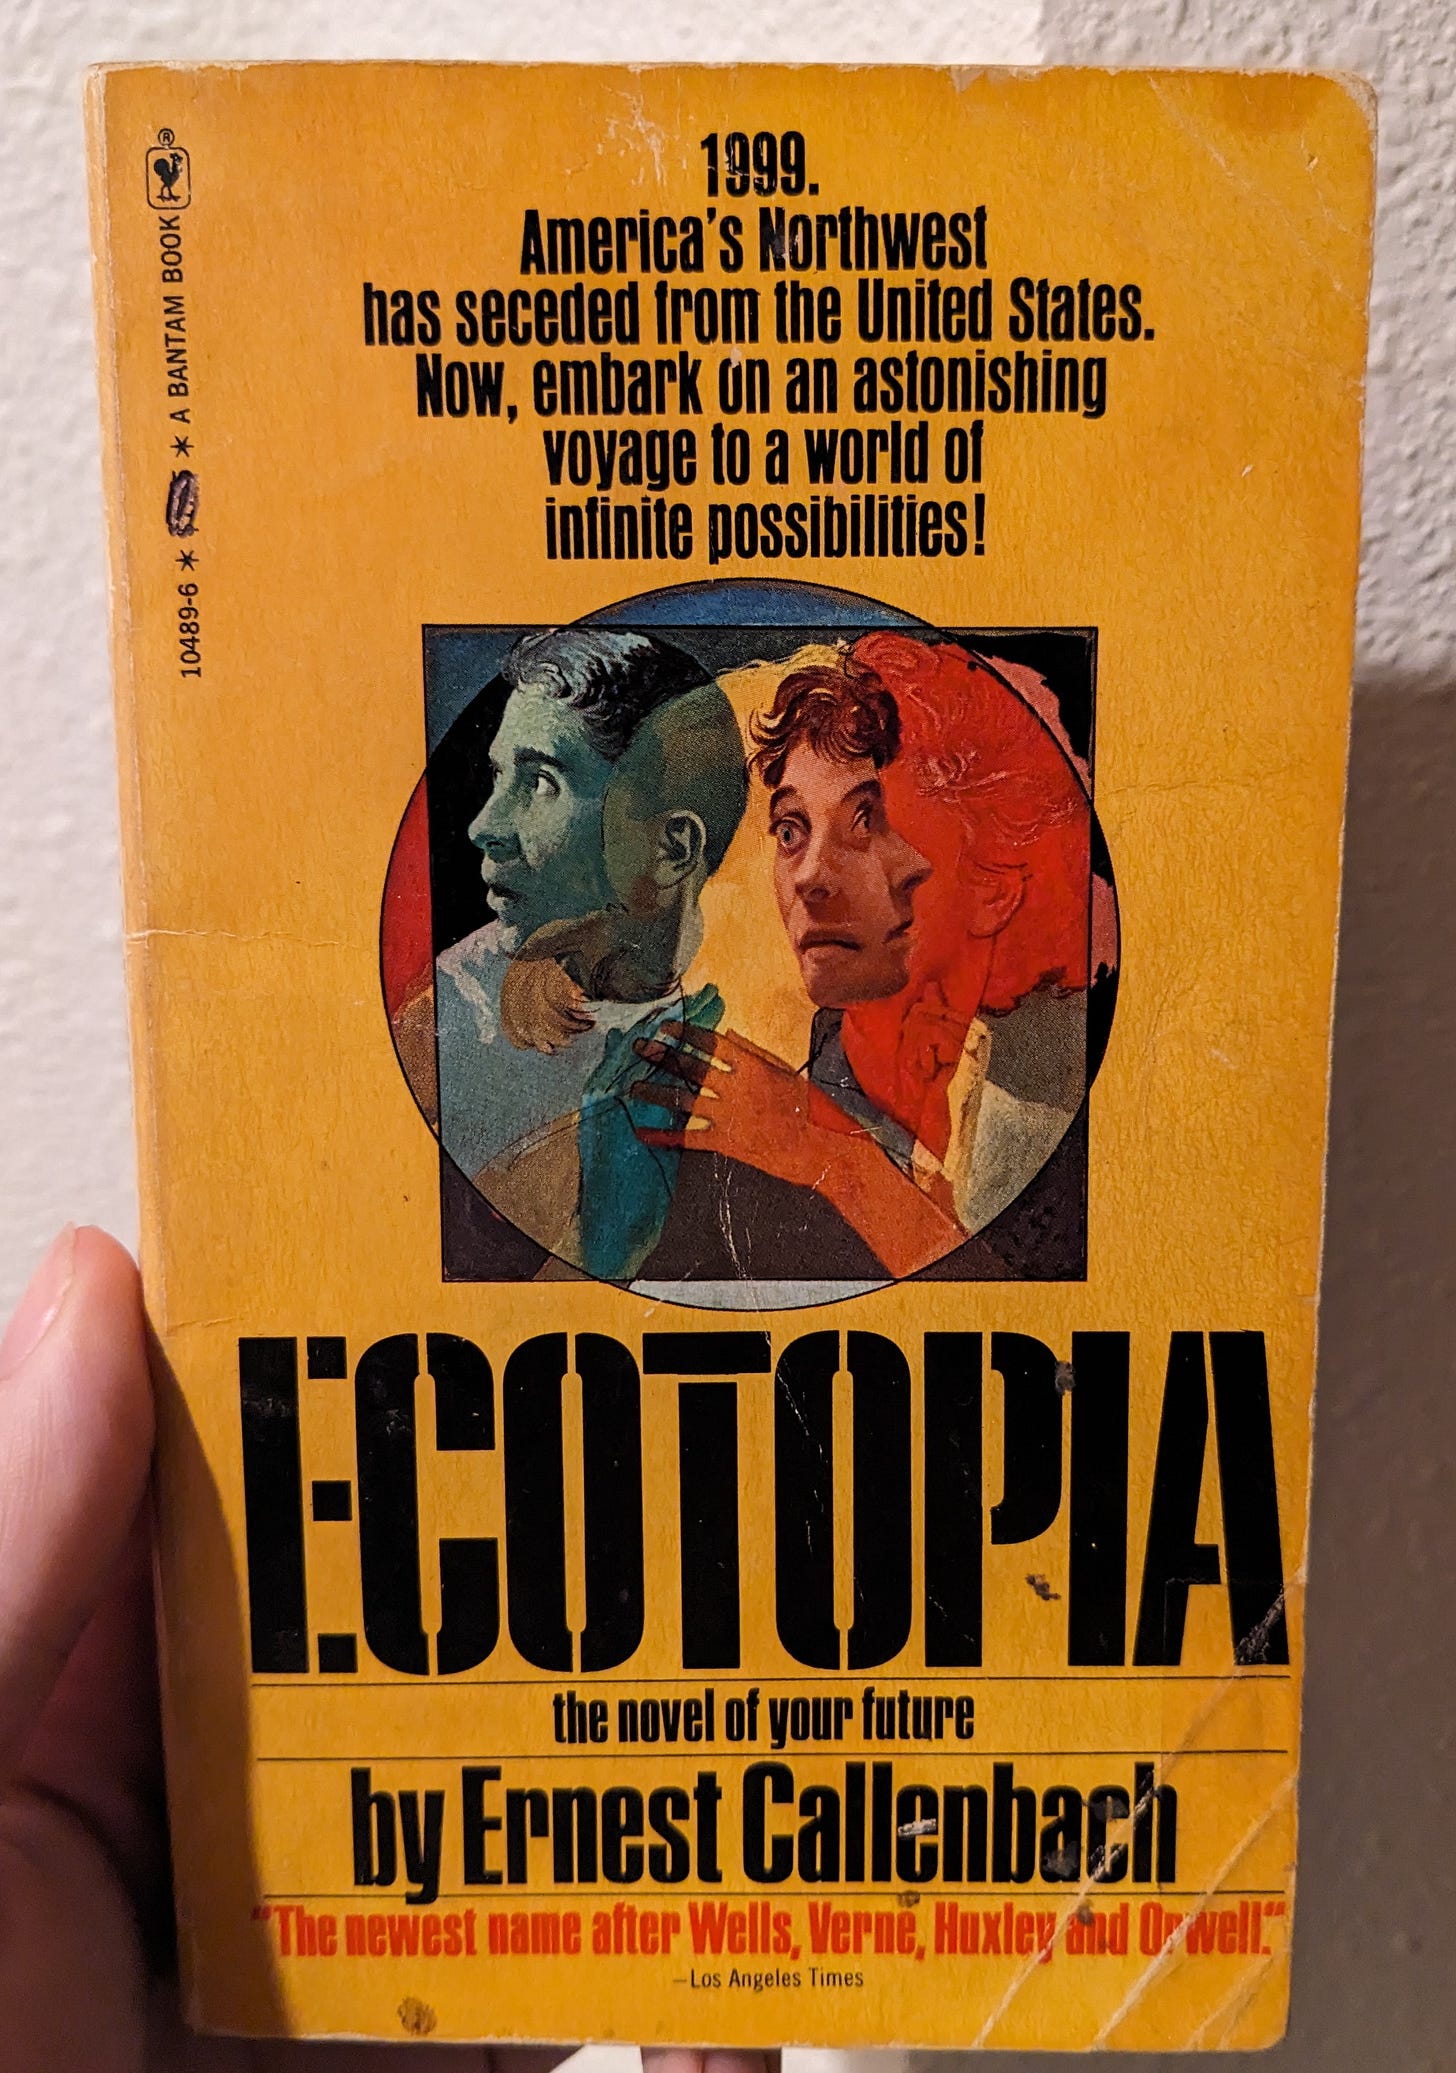 1999.
America's Northwest
has seceded from the United States.
Now, embark on an astonishing
voyage to a world of
infinite possibilities!
10489-6 * * A BANTAM BOOK ®
ECOTOPIA
the novel of your future
by Ernest Callenbach
"The newest name after Wells, Verne, Huxley and Orwell."
—Los Angeles Times